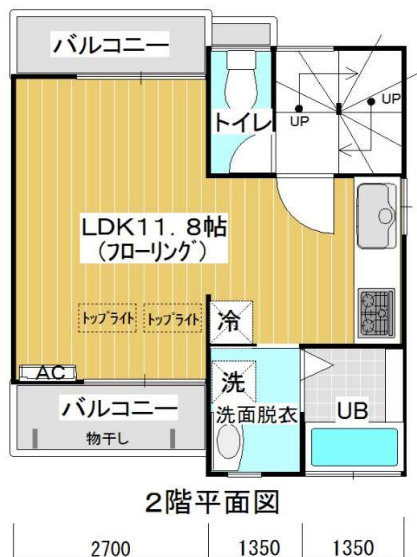 バルコニー
トイレ
UP
UP
LDK11. 8帖
(フローリング)
トップライト
トップライト
冷
AC
洗
洗面脱衣
UB
バルコニー
物干し
2階平面図
2700
1350
1350